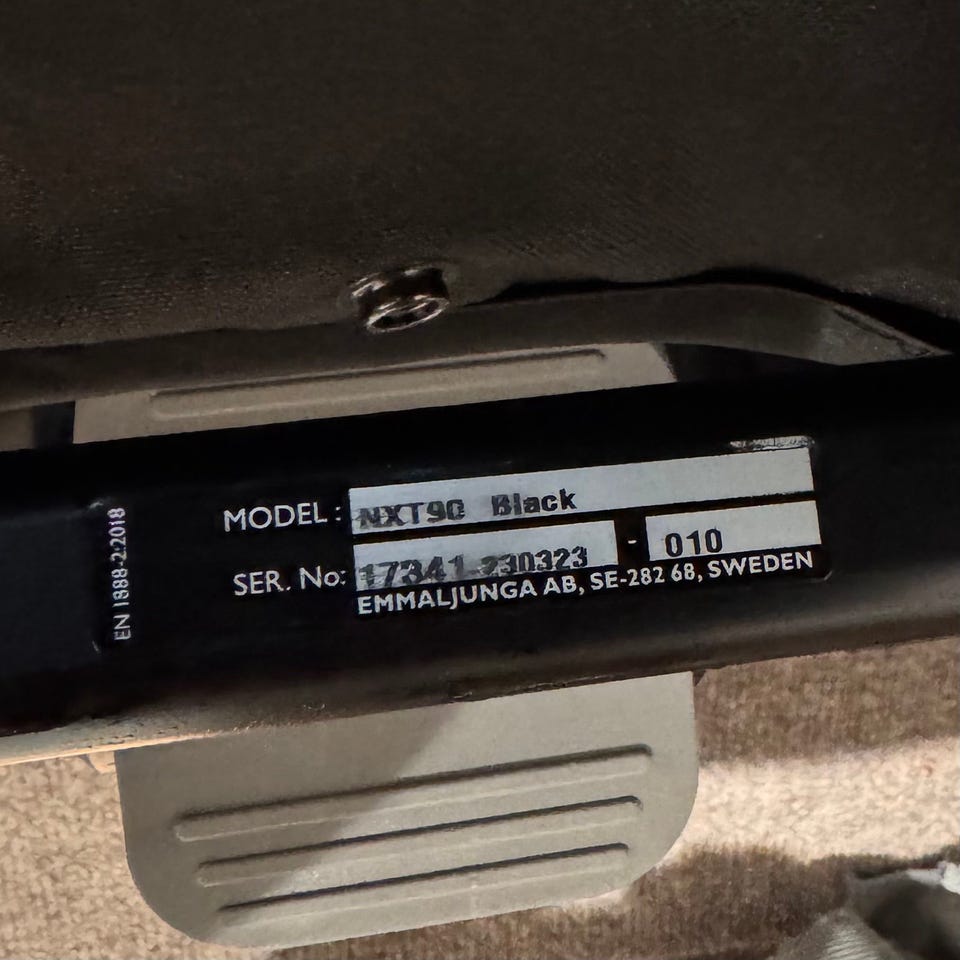 MODEL: NXT90 Black
SER. No: 17341 230323 - 010
EMMALJUNGA AB, SE-282 68, SWEDEN
EN 1888-2:2018